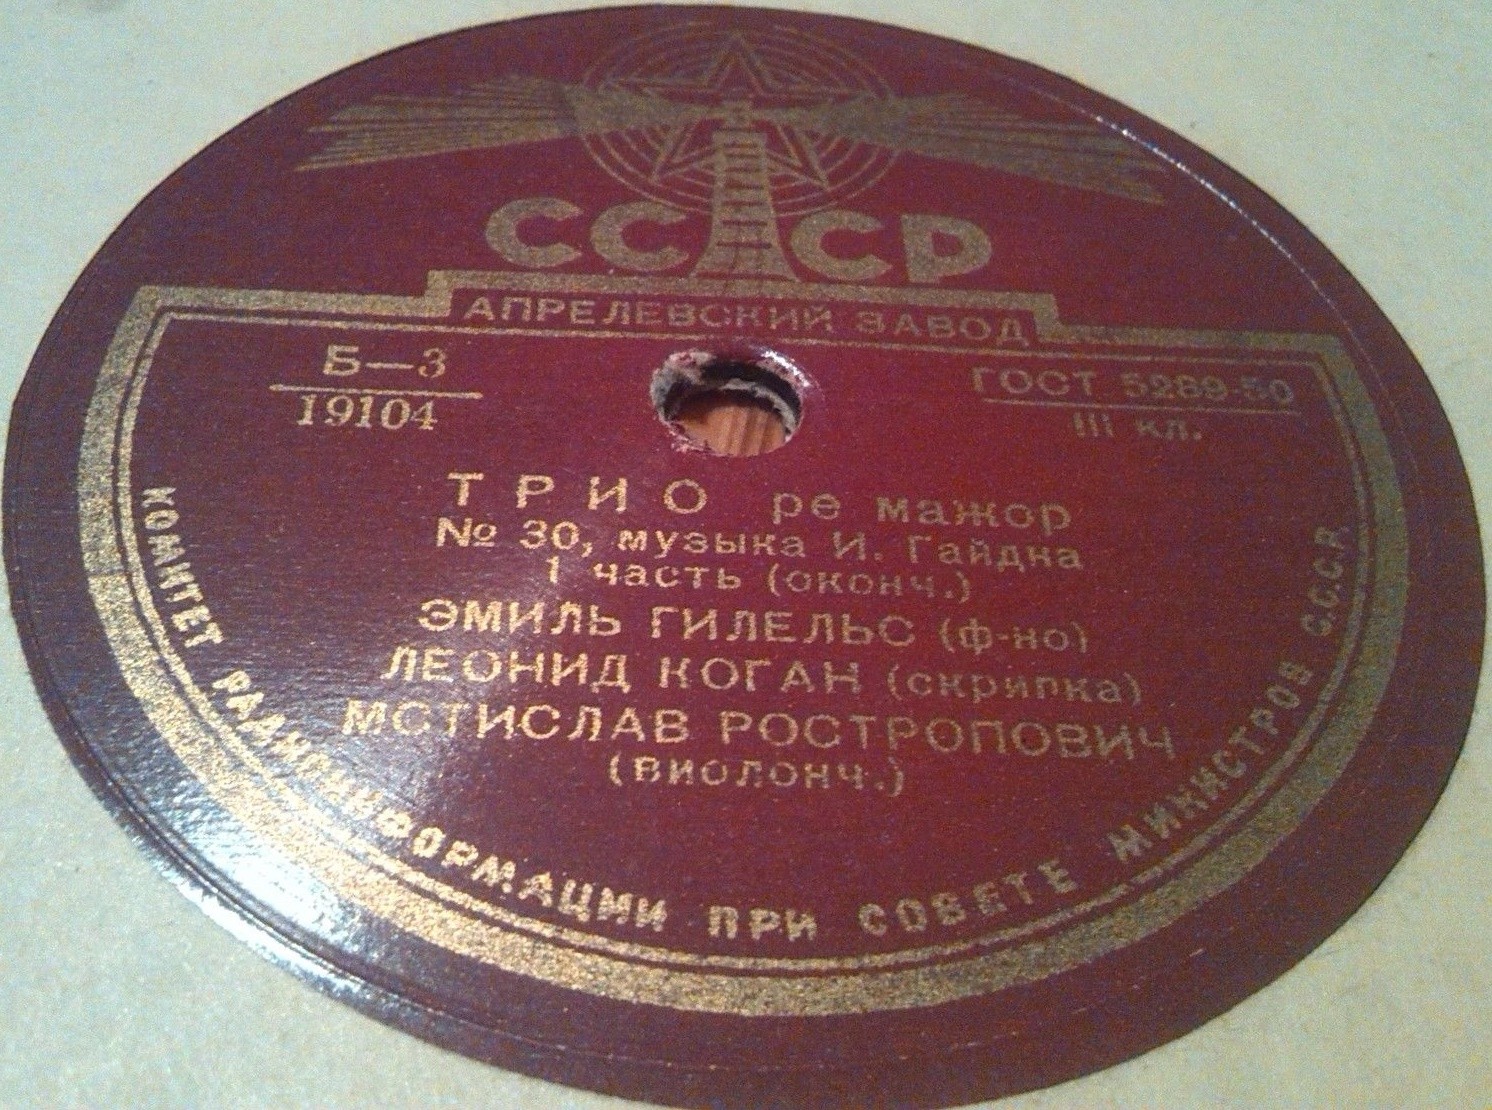 СССР
АПРЕЛЕВСКИЙ ЗАВОД
Б—3
19104
ГОСТ 5289-50
III кл.
ТРИО ре мажор
№ 30, музыка И. Гайдна
1 часть (оконч.)
ЭМИЛЬ ГИЛЕЛЬС (ф-но)
ЛЕОНИД КОГАН (скрипка)
МСТИСЛАВ РОСТРОПОВИЧ
(виолонч.)
КОМИТЕТ РАДИОИНФОРМАЦИИ ПРИ СОВЕТЕ МИНИСТРОВ С.С.С.Р.